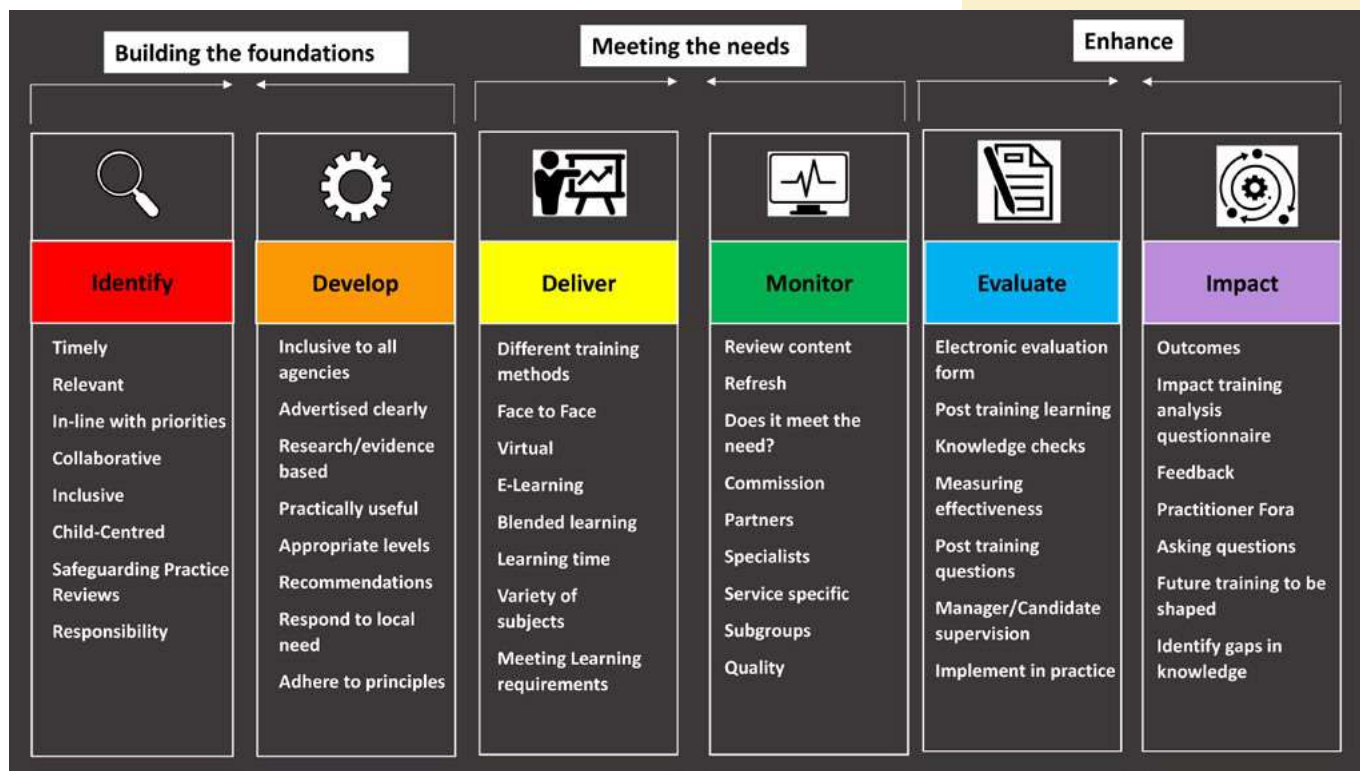 Building the foundations
Meeting the needs
Enhance
Identify
Timely
Relevant
In-line with priorities
Collaborative
Inclusive
Child-Centred
Safeguarding Practice
Reviews
Responsibility
Develop
Inclusive to all
agencies
Advertised clearly
Research/evidence
based
Practically useful
Appropriate levels
Recommendations
Respond to local
need
Adhere to principles
Deliver
Different training
methods
Face to Face
Virtual
E-Learning
Blended learning
Learning time
Variety of
subjects
Meeting Learning
requirements
Monitor
Review content
Refresh
Does it meet the
need?
Commission
Partners
Specialists
Service specific
Subgroups
Quality
Evaluate
Electronic evaluation
form
Post training learning
Knowledge checks
Measuring
effectiveness
Post training
questions
Manager/Candidate
supervision
Implement in practice
Impact
Outcomes
Impact training
analysis
questionnaire
Feedback
Practitioner Fora
Asking questions
Future training to be
shaped
Identify gaps in
knowledge